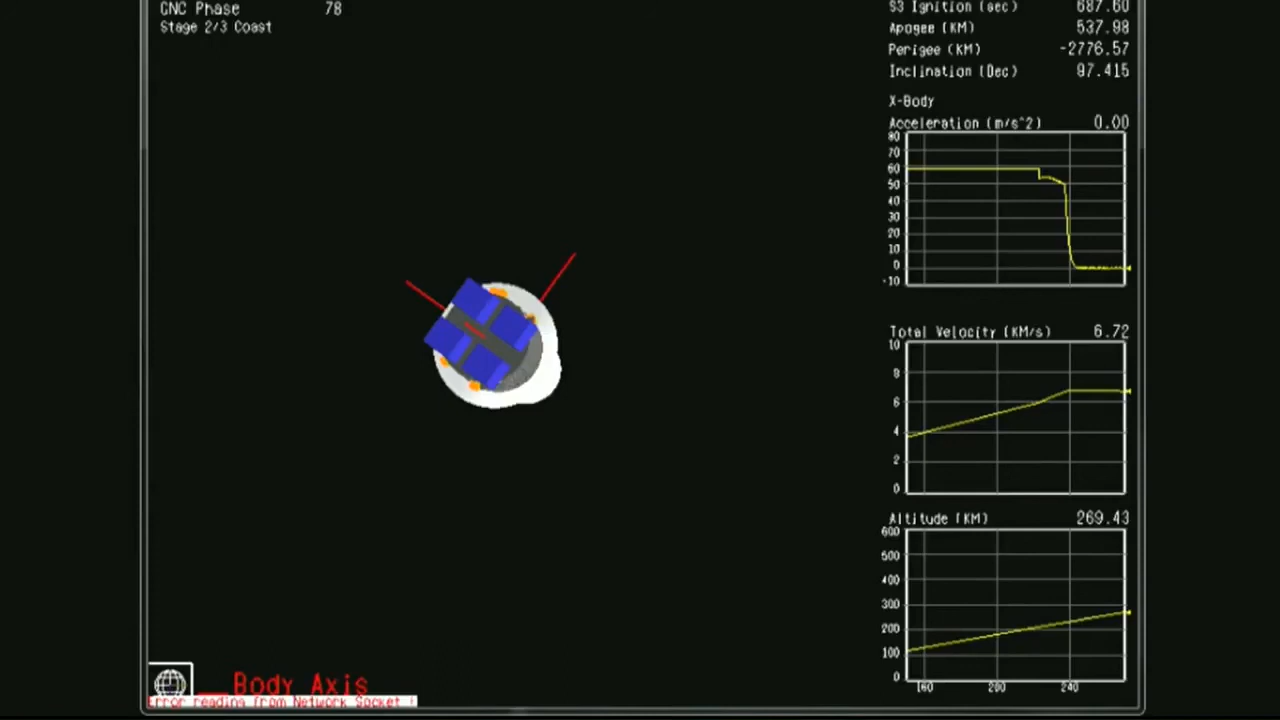 GNC Phase 78
Stage 2/3 Coast
S3 Ignition (sec) 687.60
Apogee (KM) 537.98
Perigee (KM) -2776.57
Inclination (Dec) 97.415
X-Body
Acceleration (m/s^2) 0.00
80
70
60
50
40
30
20
10
0
-10
Total Velocity (KM/s) 6.72
10
8
6
4
2
0
Altitude (KM) 269.43
600
500
400
300
200
100
0
160 200 240
Body Axis
Error reading from Network Socket !